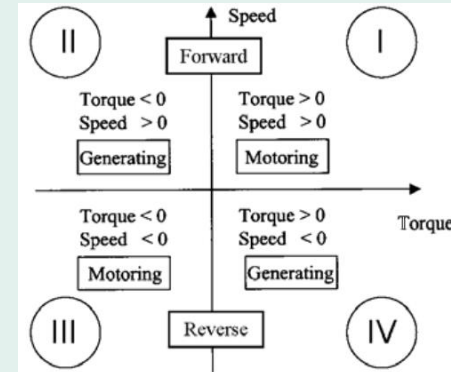 II
Speed
I
Forward
Torque < 0
Speed > 0
Generating
Torque > 0
Speed > 0
Motoring
Torque
Torque < 0
Speed < 0
Motoring
Torque > 0
Speed < 0
Generating
III
Reverse
IV